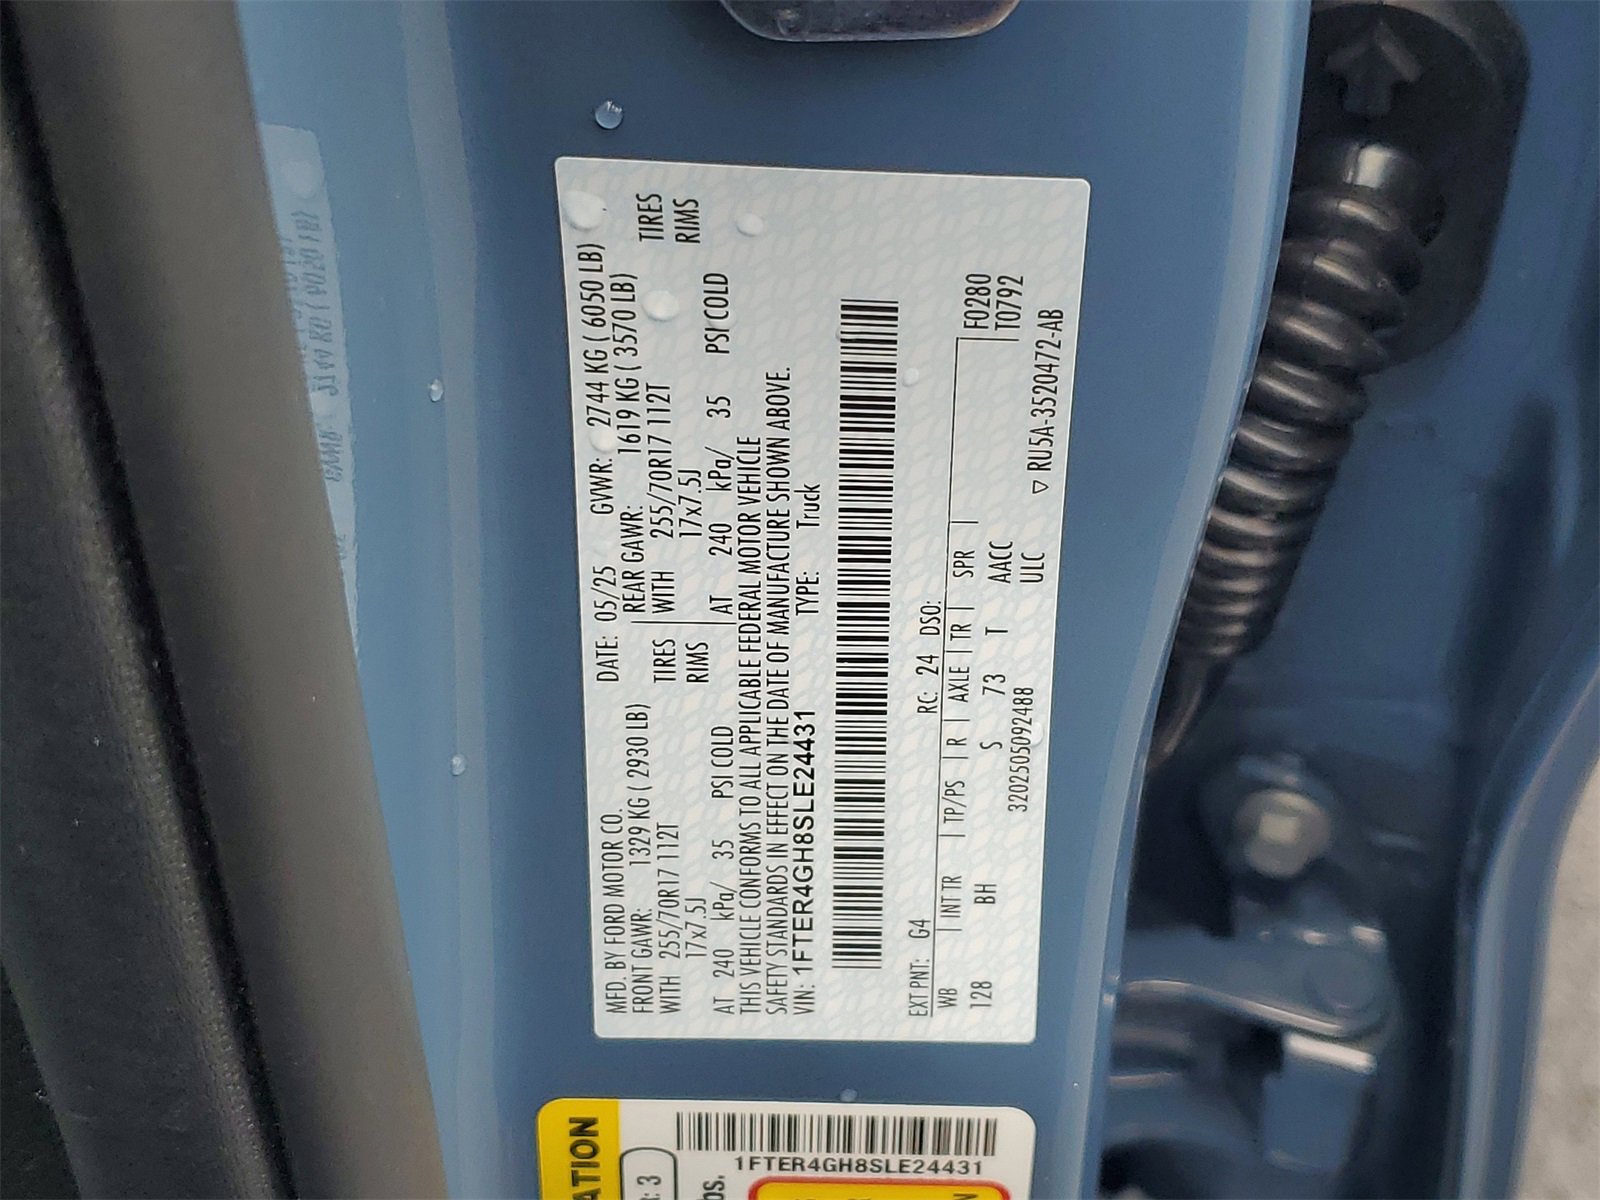 MFD. BY FORD MOTOR CO.
DATE: 05/25 GVWR: 2744 KG ( 6050 LB)
FRONT GAWR: 1329 KG ( 2930 LB)
REAR GAWR: 1619 KG ( 3570 LB)
WITH 255/70R17 112T TIRES
WITH 255/70R17 112T TIRES
17x7.5J RIMS
17x7.5J RIMS
AT 240 kPa/ 35 PSI COLD
AT 240 kPa/ 35 PSI COLD
THIS VEHICLE CONFORMS TO ALL APPLICABLE FEDERAL MOTOR VEHICLE
SAFETY STANDARDS IN EFFECT ON THE DATE OF MANUFACTURE SHOWN ABOVE.
VIN: 1FTER4GH8SLE24431 TYPE: Truck
EXT PNT: G4 RC: 24 DSO:
WB | INT TR | TP/PS | R | AXLE | TR | SPR | F0280
128 BH S 73 T AACC T0792
3202505092488 ULC
▽ RU5A-3520472-AB
ATION
: 3
bs.
1FTER4GH8SLE24431